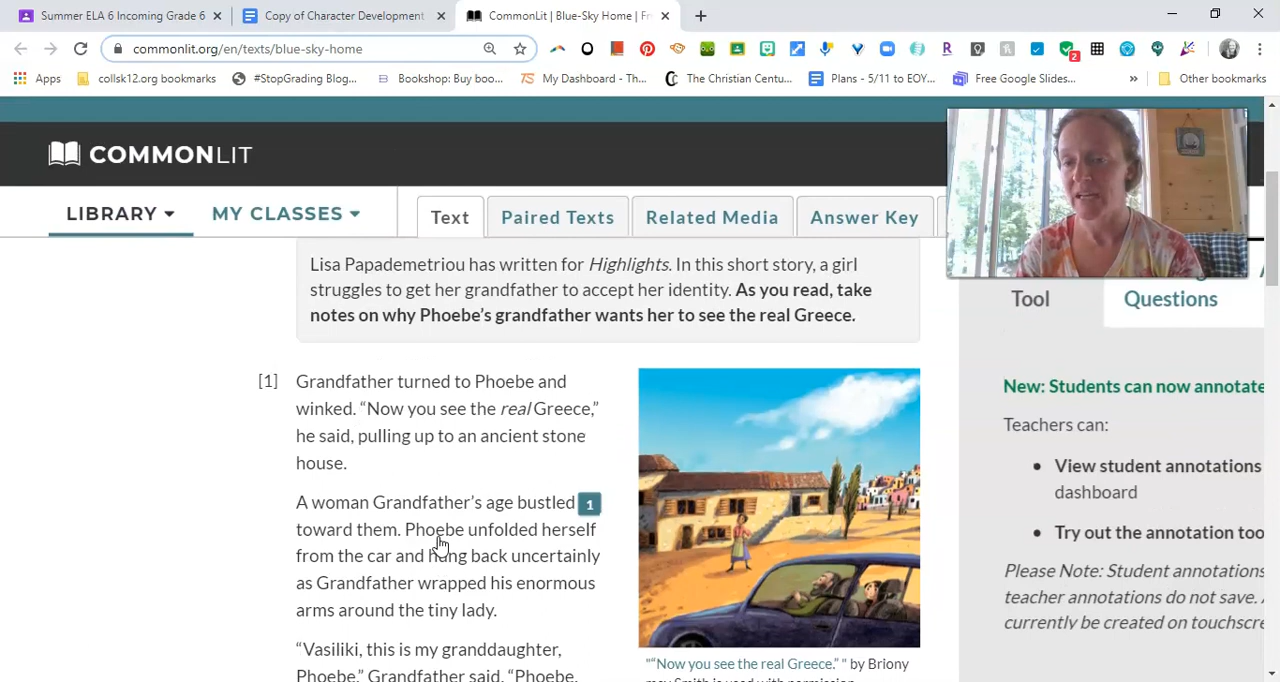 Summer ELA 6 Incoming Grade 6
Copy of Character Development
CommonLit | Blue-Sky Home | Fr
commonlit.org/en/texts/blue-sky-home
2
Apps
collsk12.org bookmarks
#StopGrading Blog...
Bookshop: Buy boo...
TS
My Dashboard - Th...
The Christian Centu...
Plans - 5/11 to EOY...
Free Google Slides...
»
Other bookmarks
COMMONLIT
LIBRARY
MY CLASSES
Text
Paired Texts
Related Media
Answer Key
Lisa Papademetriou has written for Highlights. In this short story, a girl
struggles to get her grandfather to accept her identity. As you read, take
notes on why Phoebe's grandfather wants her to see the real Greece.
[1]
Grandfather turned to Phoebe and
winked. “Now you see the real Greece,”
he said, pulling up to an ancient stone
house.
A woman Grandfather's age bustled 1
toward them. Phoebe unfolded herself
from the car and hung back uncertainly
as Grandfather wrapped his enormous
arms around the tiny lady.
“Vasiliki, this is my granddaughter,
Phoebe,” Grandfather said. “Phoebe,
"“Now you see the real Greece.” " by Briony
may Smith is used with permission
Tool
Questions
New: Students can now annotate
Teachers can:
• View student annotations
dashboard
• Try out the annotation too
Please Note: Student annotations
teacher annotations do not save.
currently be created on touchscre